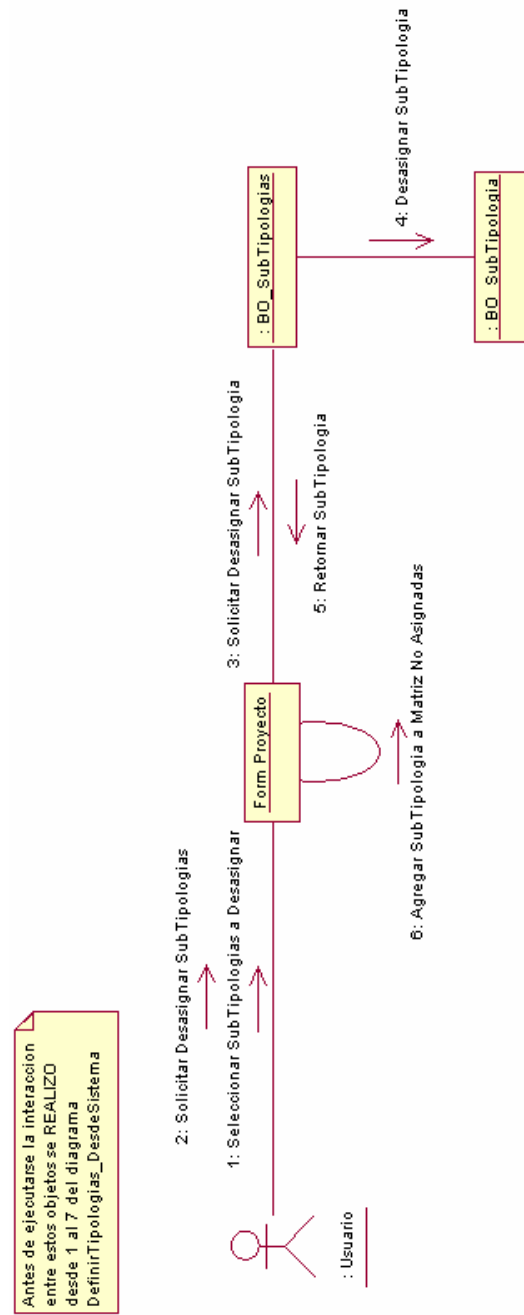 Antes de ejecutarse la interaccion
entre estos objetos se REALIZO
desde 1 al 7 del diagrama
DefinirTipologias_DesdeSistema
2: Solicitar Desasignar SubTipologias
1: Seleccionar SubTipologias a Desasignar
: Usuario
Form Proyecto
6: Agregar SubTipologia a Matriz No Asignadas
3: Solicitar Desasignar SubTipologia
5: Retornar SubTipologia
: BO_SubTipologias
4: Desasignar SubTipologia
: BO_SubTipologia